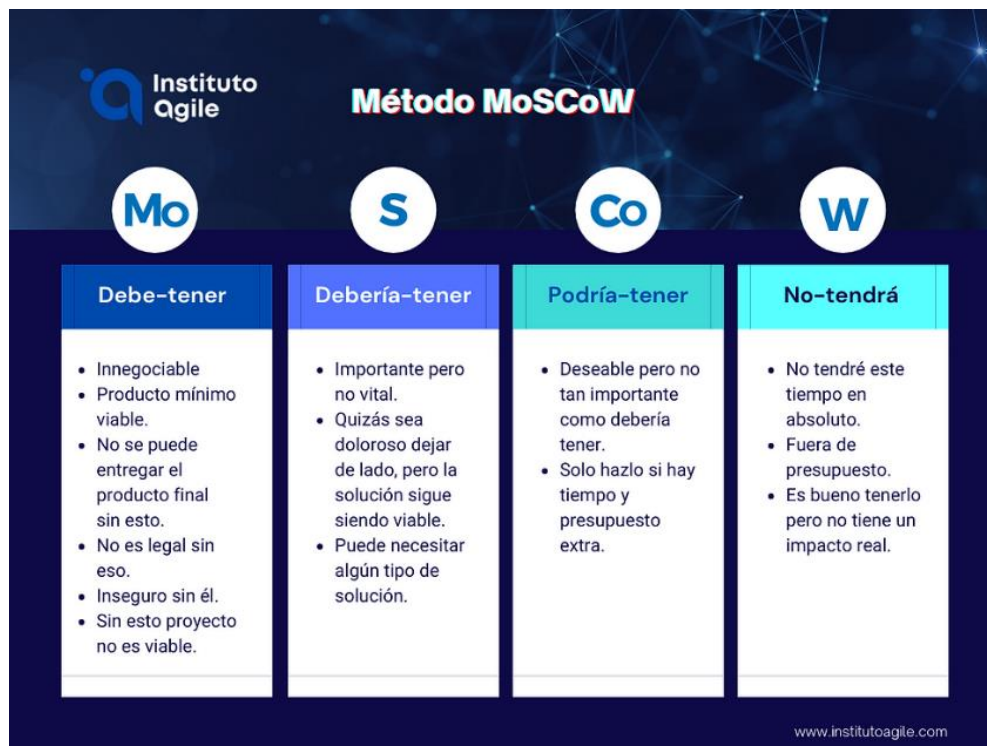 Instituto
agile
Método MoSCoW
Mo
S
Co
W
Debe-tener
Debería-tener
Podría-tener
No-tendrá
• Innegociable
• Producto mínimo
viable.
• No se puede
entregar el
producto final
sin esto.
• No es legal sin
eso.
• Inseguro sin él.
• Sin esto proyecto
no es viable.
• Importante pero
no vital.
• Quizás sea
doloroso dejar
de lado, pero la
solución sigue
siendo viable.
• Puede necesitar
algún tipo de
solución.
• Deseable pero no
tan importante
como debería
tener.
• Solo hazlo si hay
tiempo y
presupuesto
extra.
• No tendré este
tiempo en
absoluto.
• Fuera de
presupuesto.
• Es bueno tenerlo
pero no tiene un
impacto real.
www.institutoagile.com